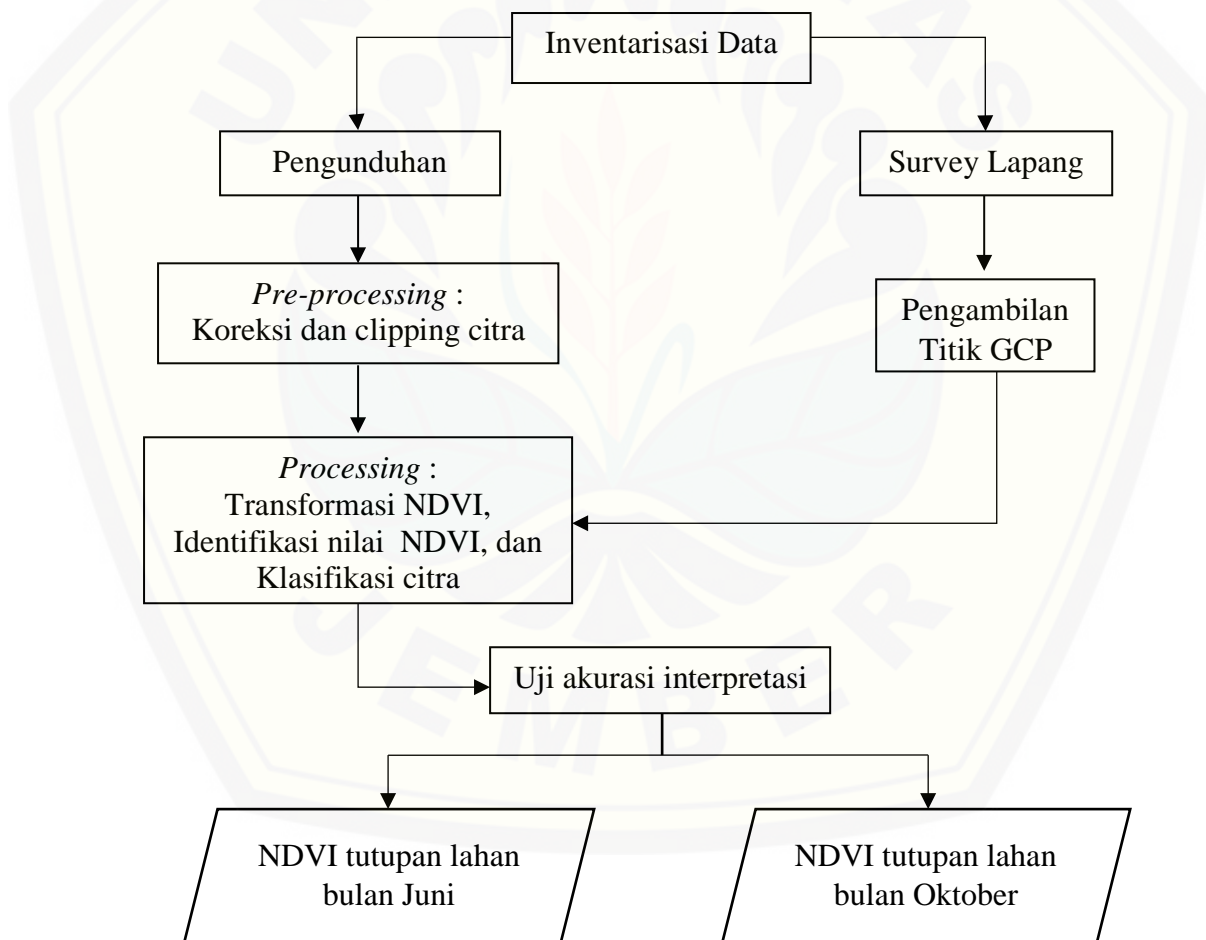 Inventarisasi Data
Pengunduhan
Survey Lapang
Pre-processing :
Koreksi dan clipping citra
Pengambilan
Titik GCP
Processing :
Transformasi NDVI,
Identifikasi nilai NDVI, dan
Klasifikasi citra
Uji akurasi interpretasi
NDVI tutupan lahan
bulan Juni
NDVI tutupan lahan
bulan Oktober
JEMBER